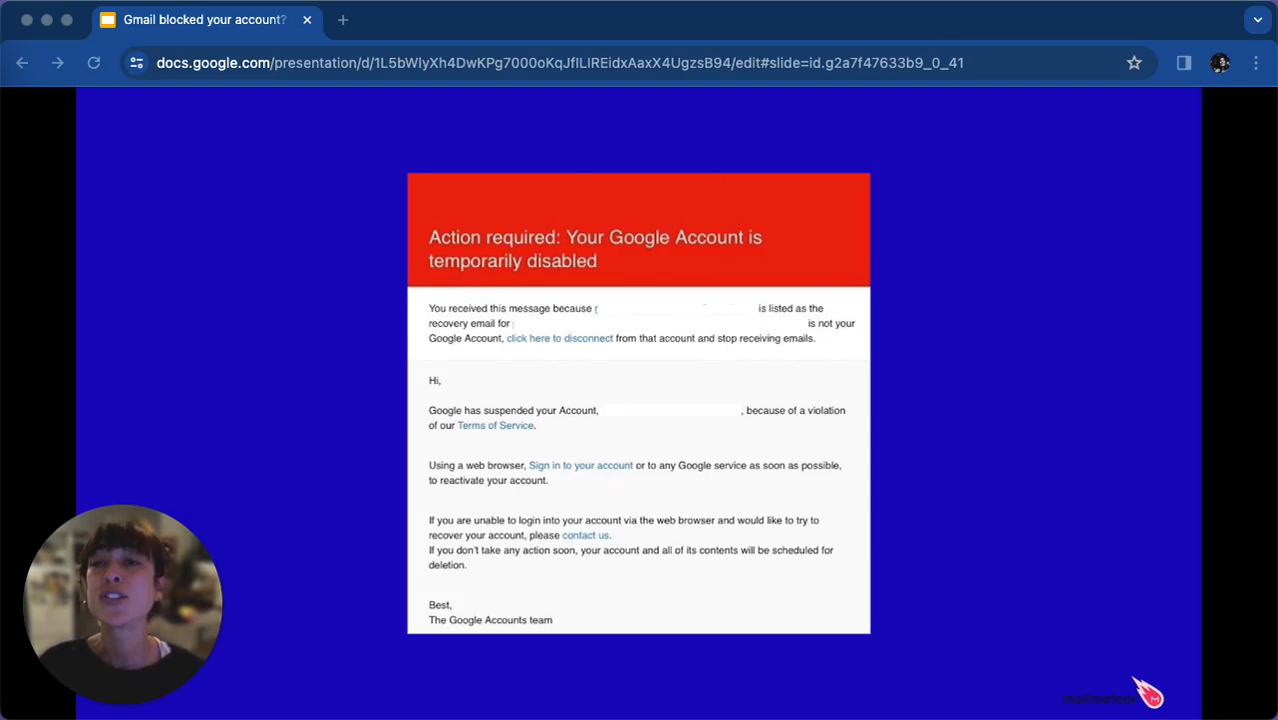 Gmail blocked your account?
docs.google.com/presentation/d/1L5bWIyXh4DwKPg7000oKqJfILIREidxAaxX4UgzsB94/edit#slide=id.g2a7f47633b9_0_41
Action required: Your Google Account is
temporarily disabled
You received this message because is listed as the
recovery email for is not your
Google Account, click here to disconnect from that account and stop receiving emails.
Hi,
Google has suspended your Account, , because of a violation
of our Terms of Service.
Using a web browser, Sign in to your account or to any Google service as soon as possible,
to reactivate your account.
If you are unable to login into your account via the web browser and would like to try to
recover your account, please contact us.
If you don't take any action soon, your account and all of its contents will be scheduled for
deletion.
Best,
The Google Accounts team
mailmeteor